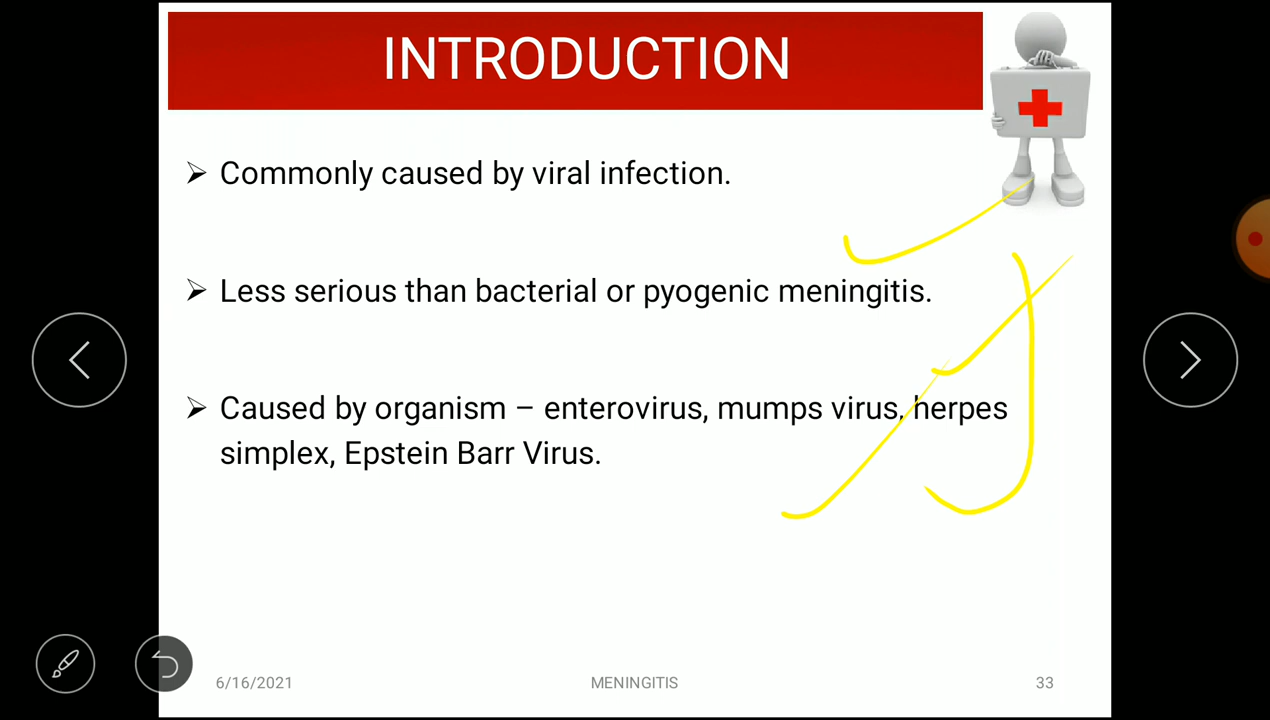 INTRODUCTION
➢ Commonly caused by viral infection.
➢ Less serious than bacterial or pyogenic meningitis.
➢ Caused by organism – enterovirus, mumps virus, herpes
simplex, Epstein Barr Virus.
6/16/2021 MENINGITIS 33